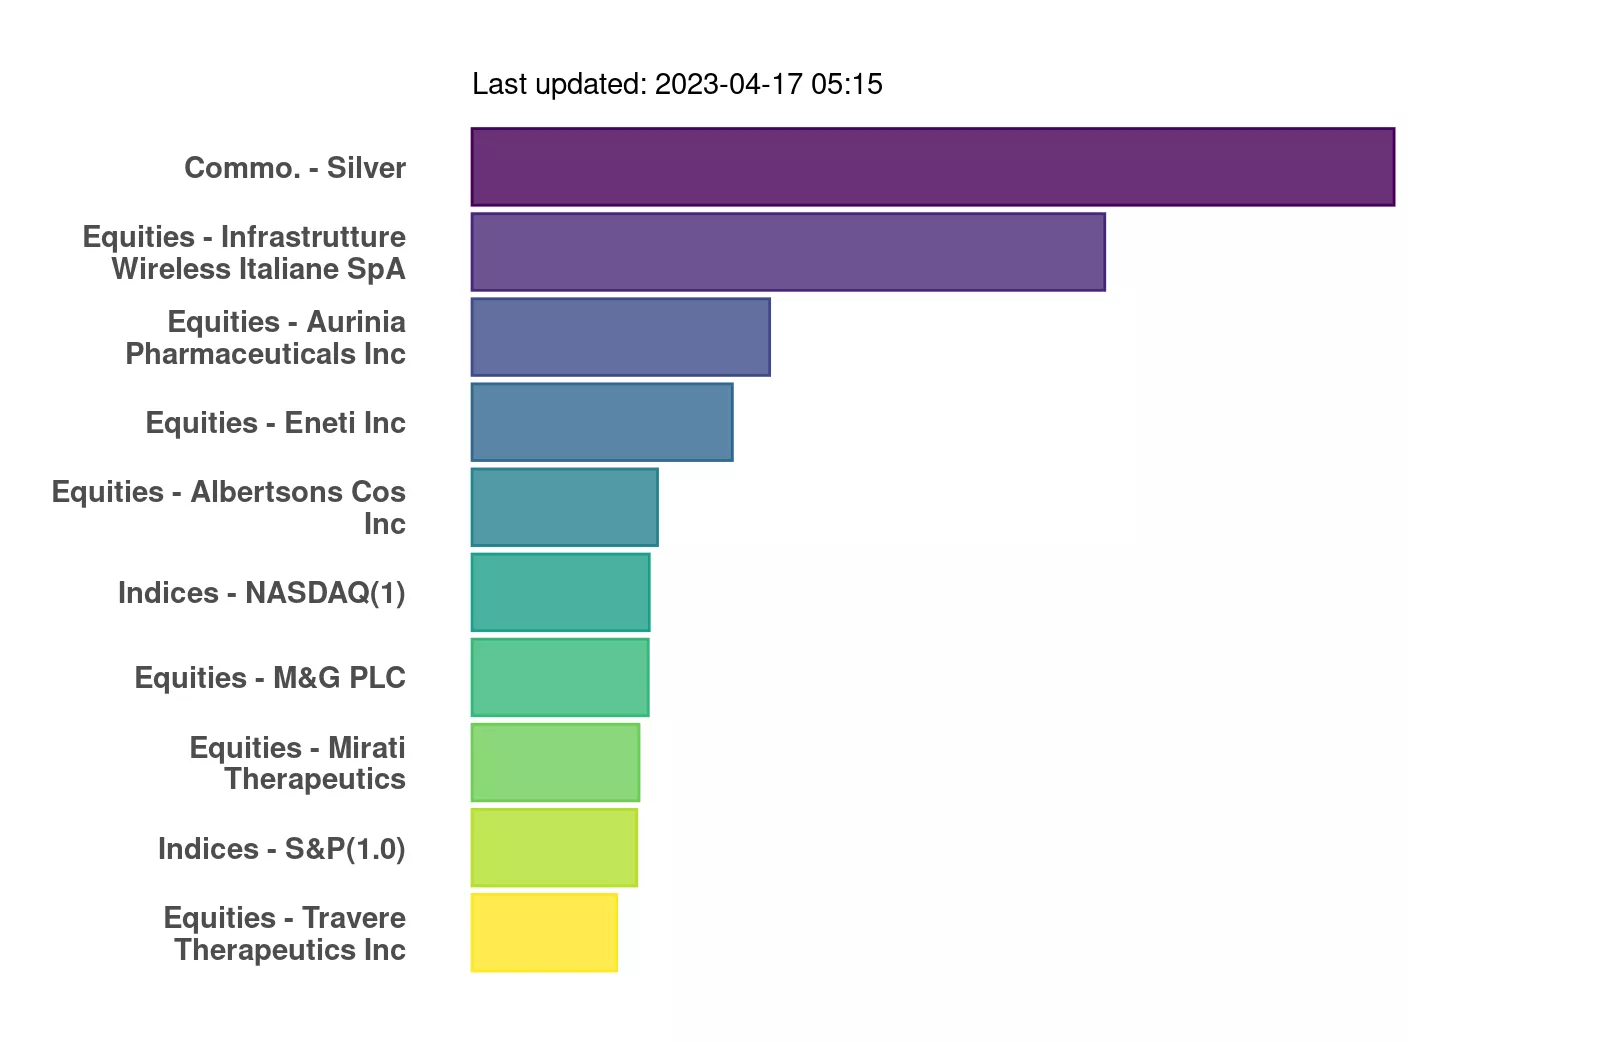 Last updated: 2023-04-17 05:15
Commo. - Silver
Equities - Infrastrutture
Wireless Italiane SpA
Equities - Aurinia
Pharmaceuticals Inc
Equities - Eneti Inc
Equities - Albertsons Cos
Inc
Indices - NASDAQ(1)
Equities - M&G PLC
Equities - Mirati
Therapeutics
Indices - S&P(1.0)
Equities - Travere
Therapeutics Inc